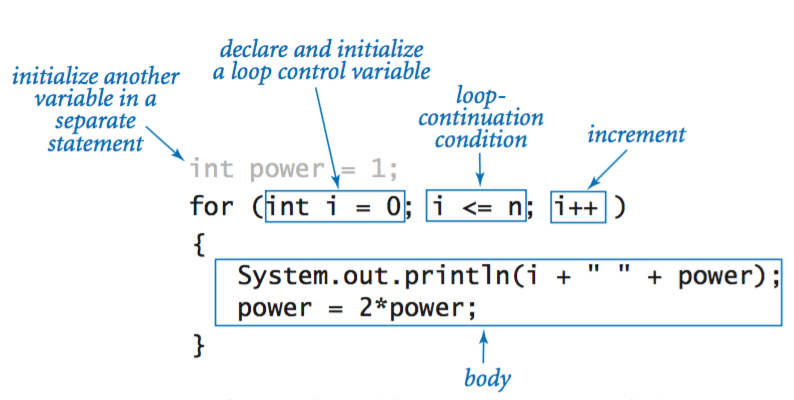 declare and initialize
a loop control variable
initialize another
variable in a
separate
statement
loop-
continuation
condition
increment
int power = 1;
for (int i = 0; i <= n; i++ )
{
System.out.println(i + " " + power);
power = 2*power;
}
body